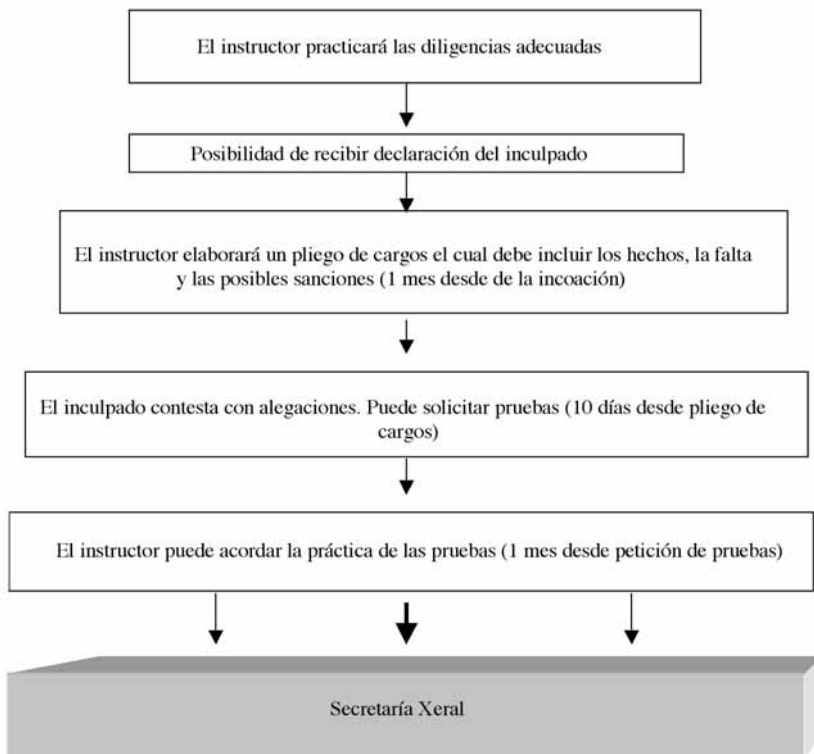 El instructor practicará las diligencias adecuadas
Posibilidad de recibir declaración del inculpado
El instructor elaborará un pliego de cargos el cual debe incluir los hechos, la falta
y las posibles sanciones (1 mes desde de la incoación)
El inculpado contesta con alegaciones. Puede solicitar pruebas (10 días desde pliego de
cargos)
El instructor puede acordar la práctica de las pruebas (1 mes desde petición de pruebas)
Secretaría Xeral